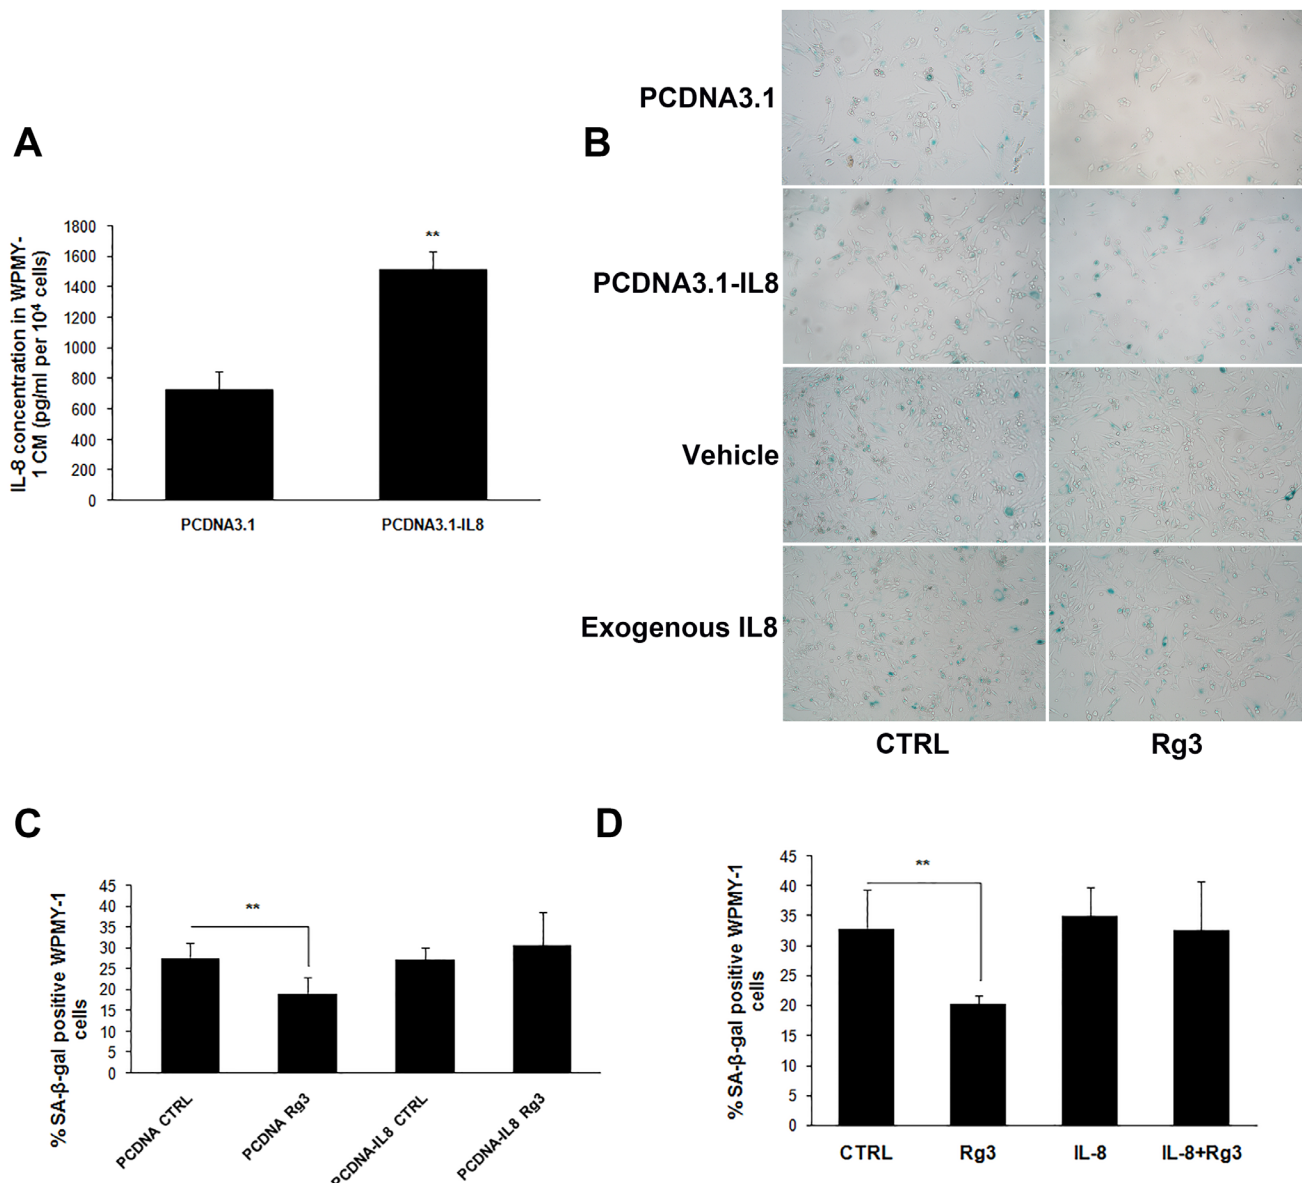 A
IL-8 concentration in WPMY-
1 CM (pg/ml per 10⁴ cells)
1800
1600
1400
1200
1000
800
600
400
200
0
**
PCDNA3.1
PCDNA3.1-IL8
B
PCDNA3.1
PCDNA3.1-IL8
Vehicle
Exogenous IL8
CTRL
Rg3
C
% SA-β-gal positive WPMY-1
cells
45
40
35
30
25
20
15
10
5
0
**
PCDNA CTRL
PCDNA Rg3
PCDNA-IL8 CTRL
PCDNA-IL8 Rg3
D
% SA-β-gal positive WPMY-1
cells
45
40
35
30
25
20
15
10
5
0
**
CTRL
Rg3
IL-8
IL-8+Rg3